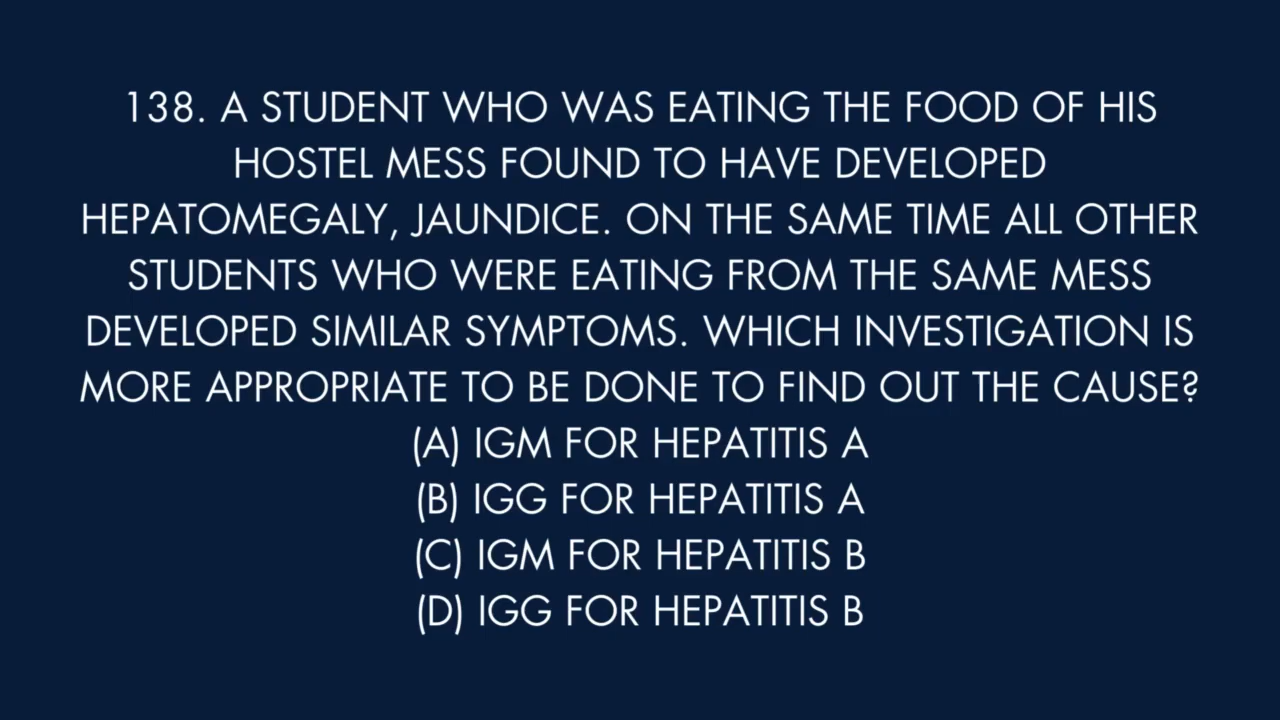 138. A STUDENT WHO WAS EATING THE FOOD OF HIS
HOSTEL MESS FOUND TO HAVE DEVELOPED
HEPATOMEGALY, JAUNDICE. ON THE SAME TIME ALL OTHER
STUDENTS WHO WERE EATING FROM THE SAME MESS
DEVELOPED SIMILAR SYMPTOMS. WHICH INVESTIGATION IS
MORE APPROPRIATE TO BE DONE TO FIND OUT THE CAUSE?
(A) IGM FOR HEPATITIS A
(B) IGG FOR HEPATITIS A
(C) IGM FOR HEPATITIS B
(D) IGG FOR HEPATITIS B